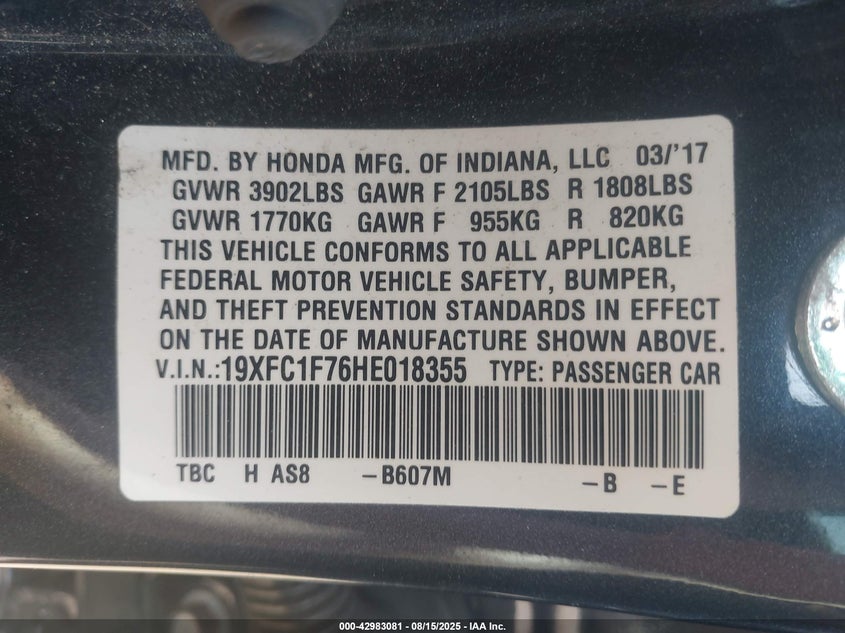 MFD. BY HONDA MFG. OF INDIANA, LLC 03/'17
GVWR 3902LBS GAWR F 2105LBS R 1808LBS
GVWR 1770KG GAWR F 955KG R 820KG
THIS VEHICLE CONFORMS TO ALL APPLICABLE
FEDERAL MOTOR VEHICLE SAFETY, BUMPER,
AND THEFT PREVENTION STANDARDS IN EFFECT
ON THE DATE OF MANUFACTURE SHOWN ABOVE.
V.I.N.:19XFC1F76HE018355 TYPE: PASSENGER CAR
TBC H AS8 -B607M -B -E
000-42983081 - 08/15/2025 - IAA Inc.